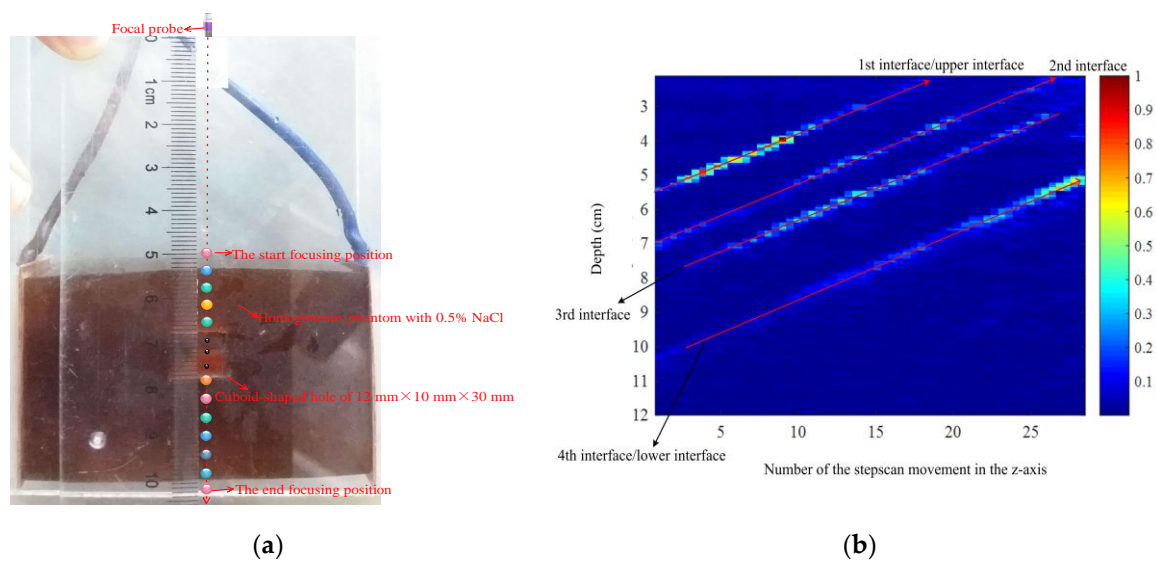 Focal probe
0
1 cm
2
3
4
5
6
7
8
9
10
The start focusing position
Homogeneous phantom with 0.5% NaCl
Cuboid-shaped hole of 12 mm×10 mm×30 mm
The end focusing position
(a)
1st interface/upper interface
2nd interface
3rd interface
4th interface/lower interface
Depth (cm)
3
4
5
6
7
8
9
10
11
12
5
10
15
20
25
Number of the stepscan movement in the z-axis
1
0.9
0.8
0.7
0.6
0.5
0.4
0.3
0.2
0.1
(b)